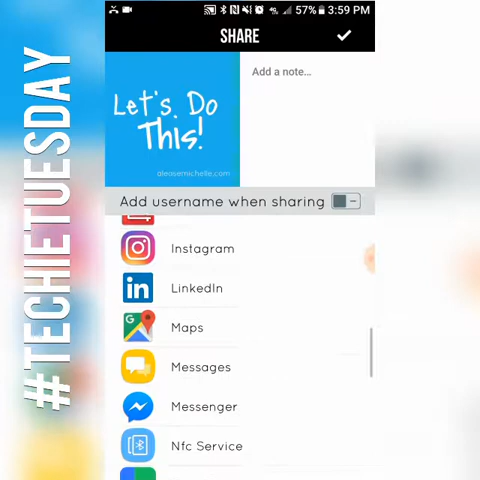 #TECHIETUESDAY
57% 3:59 PM
SHARE
Let's Do
This!
aleasemichelle.com
Add a note...
Add username when sharing
Instagram
LinkedIn
Maps
Messages
Messenger
Nfc Service